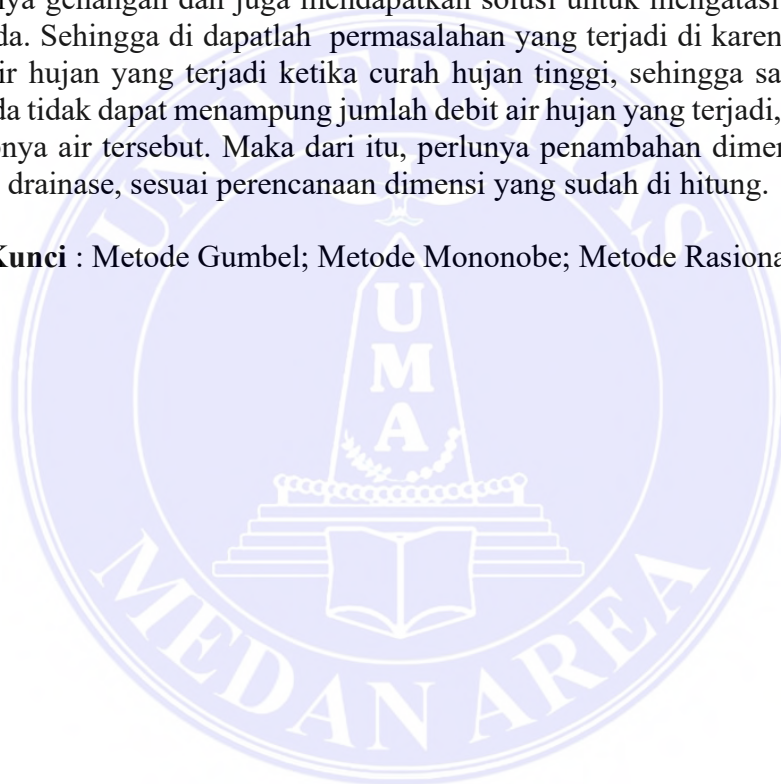 nya genangan dan juga mendapatkan solusi untuk mengatasi
da. Sehingga di dapatlah permasalahan yang terjadi di karen
ir hujan yang terjadi ketika curah hujan tinggi, sehingga sa
da tidak dapat menampung jumlah debit air hujan yang terjadi,
nya air tersebut. Maka dari itu, perlunya penambahan dimen
drainase, sesuai perencanaan dimensi yang sudah di hitung.
Kunci : Metode Gumbel; Metode Mononobe; Metode Rasiona
UNIVERSITAS
U
M
A
MEDAN AREA